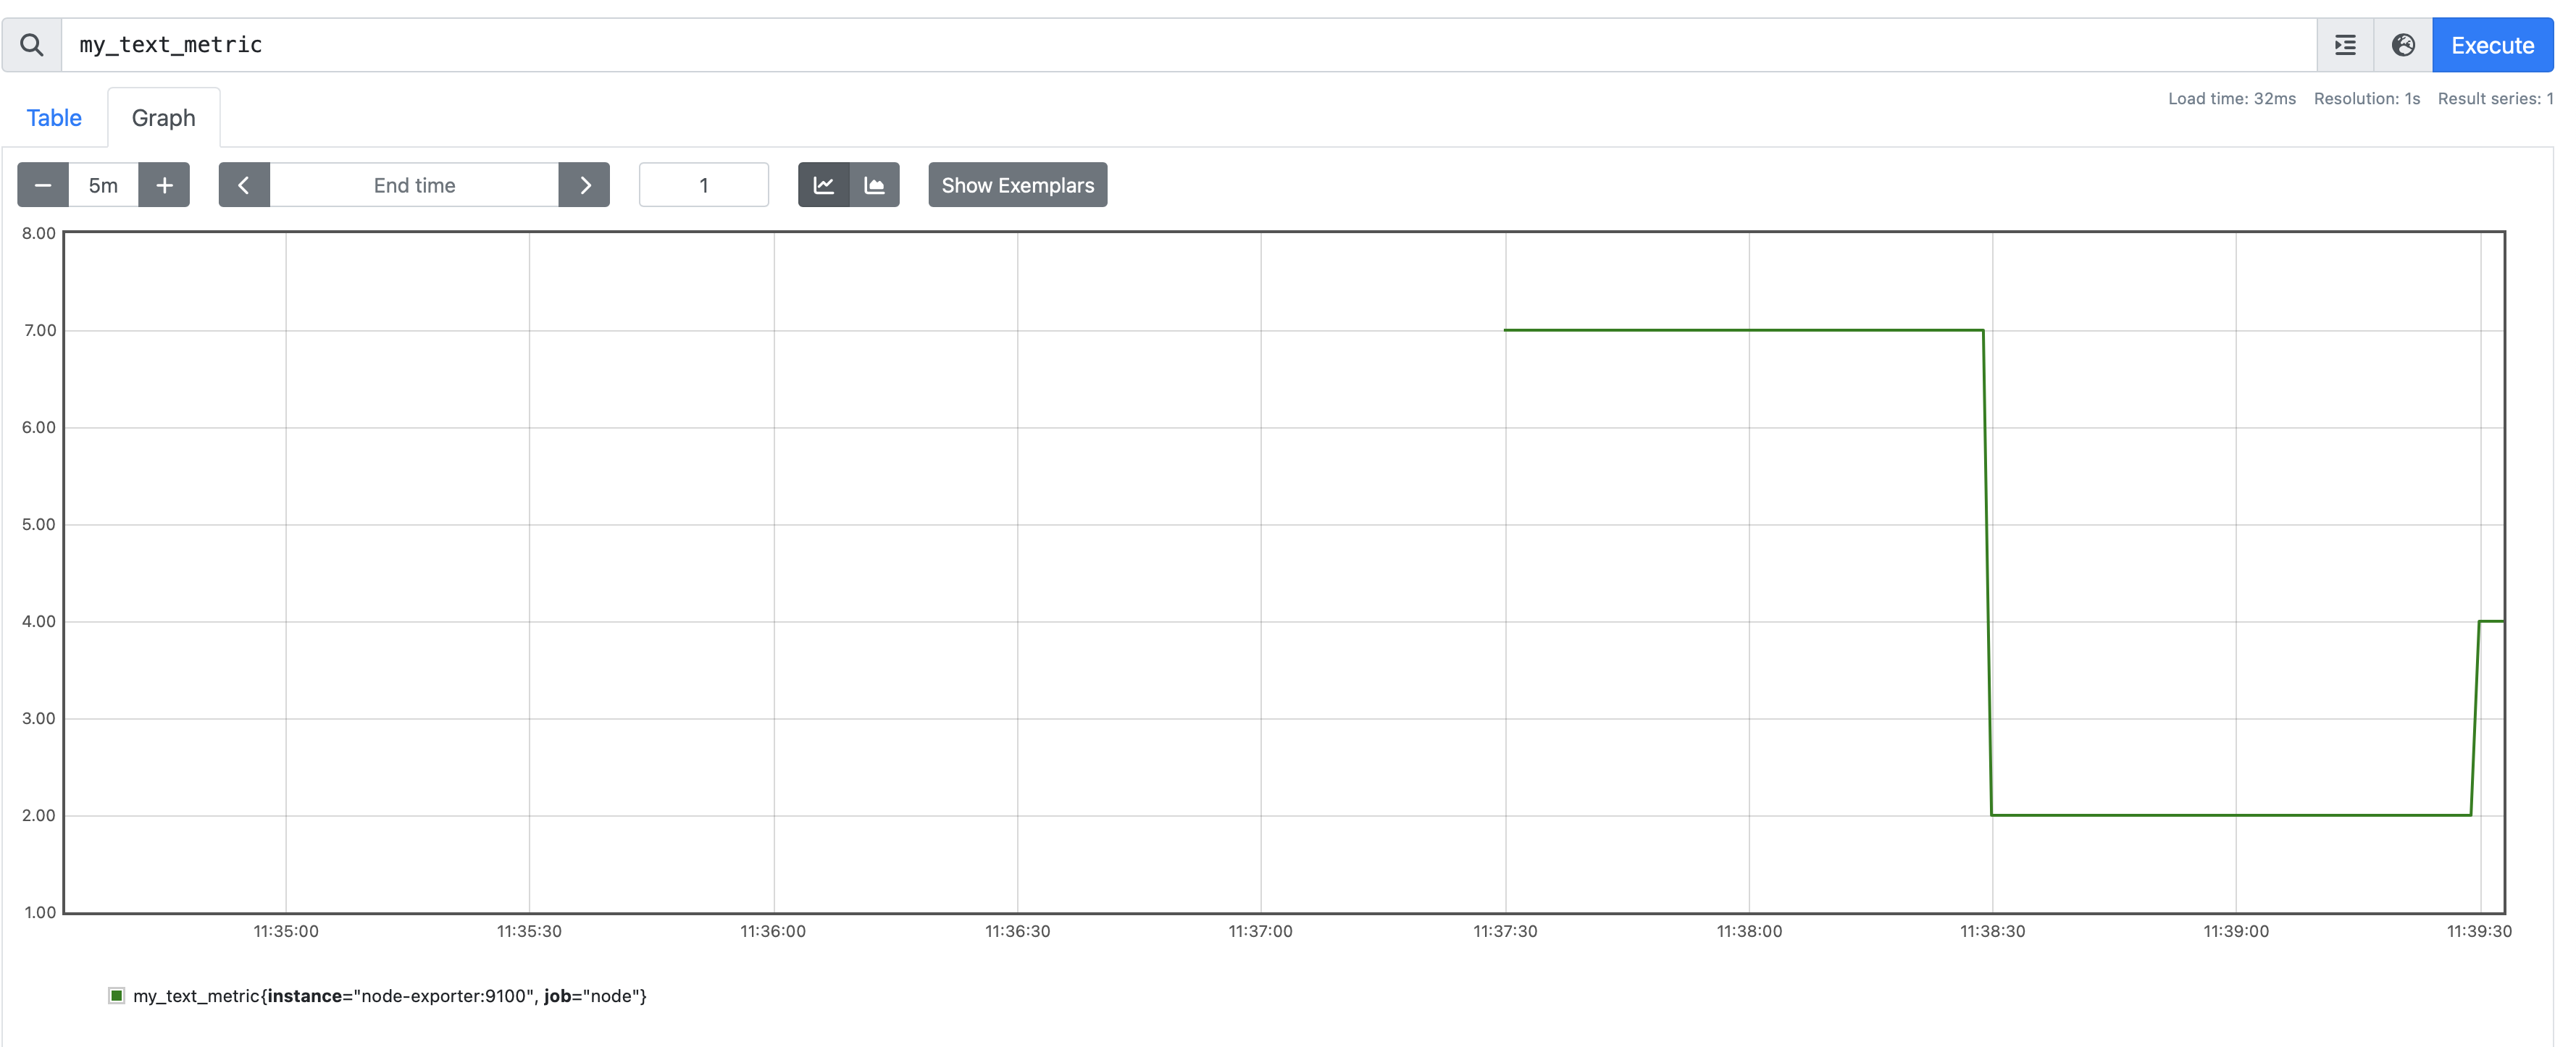 my_text_metric
Execute
Table
Graph
Load time: 32ms Resolution: 1s Result series: 1
5m
End time
1
Show Exemplars
8.00
7.00
6.00
5.00
4.00
3.00
2.00
1.00
11:35:00 11:35:30 11:36:00 11:36:30 11:37:00 11:37:30 11:38:00 11:38:30 11:39:00 11:39:30
my_text_metric{instance="node-exporter:9100", job="node"}